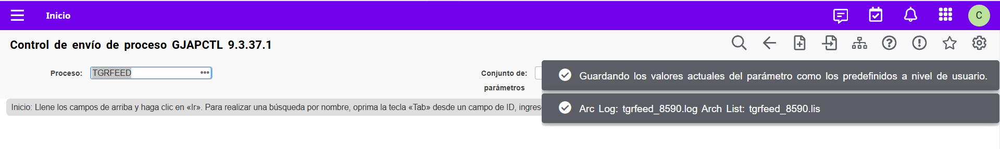 Inicio
C
Control de envío de proceso GJAPCTL 9.3.37.1
Proceso: TGRFEED
Conjunto de:
parámetros
Guardando los valores actuales del parámetro como los predefinidos a nivel de usuario.
Inicio: Llene los campos de arriba y haga clic en «Ir». Para realizar una búsqueda por nombre, oprima la tecla «Tab» desde un campo de ID,
Arc Log: tgrfeed_8590.log Arch List: tgrfeed_8590.lis